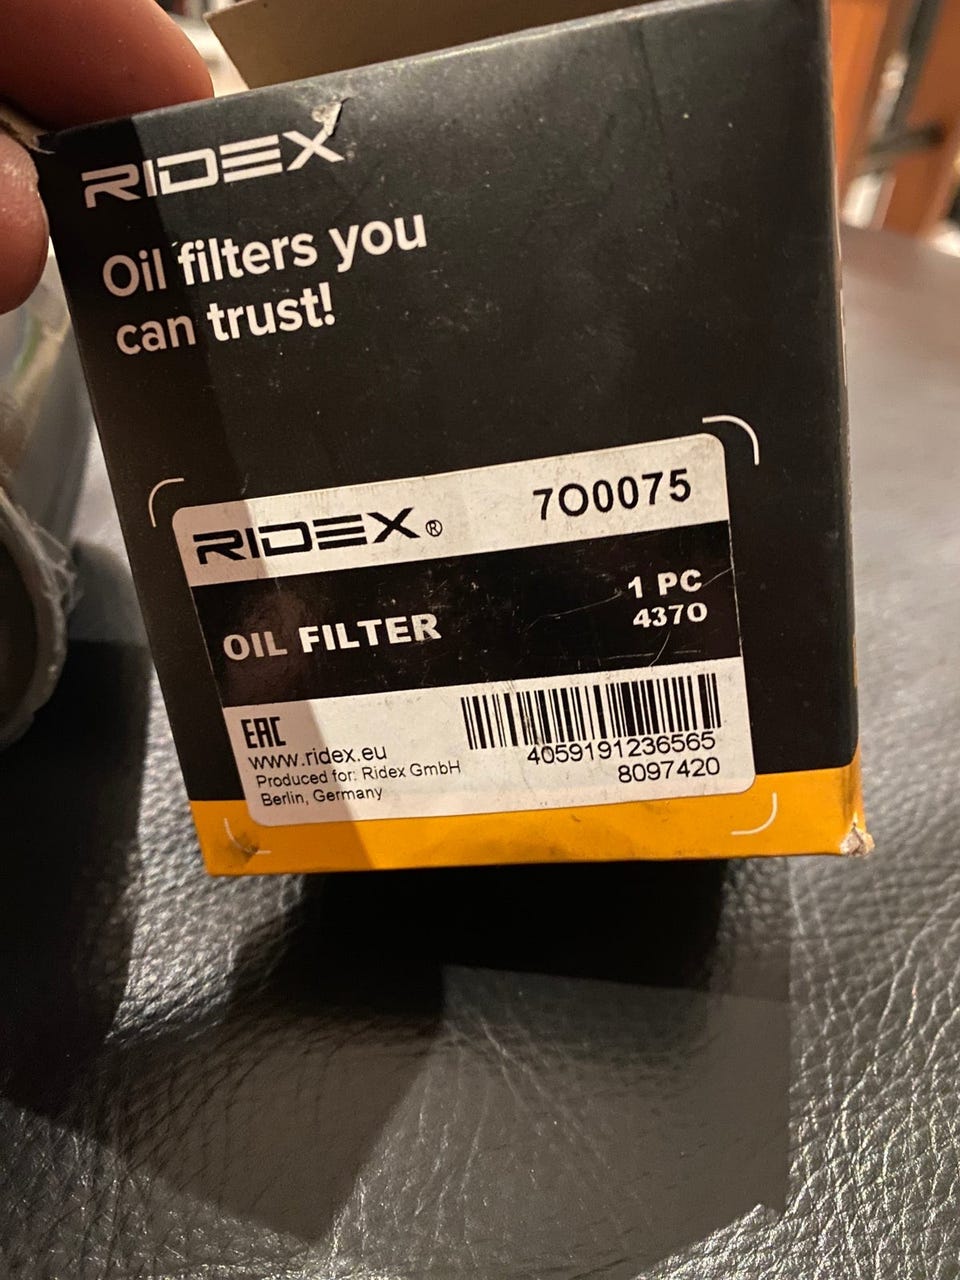 RIDEX
Oil filters you
can trust!
RIDEX®
7O0075
OIL FILTER
1 PC
4370
EAC
www.ridex.eu
Produced for: Ridex GmbH
Berlin, Germany
4059191236565
8097420